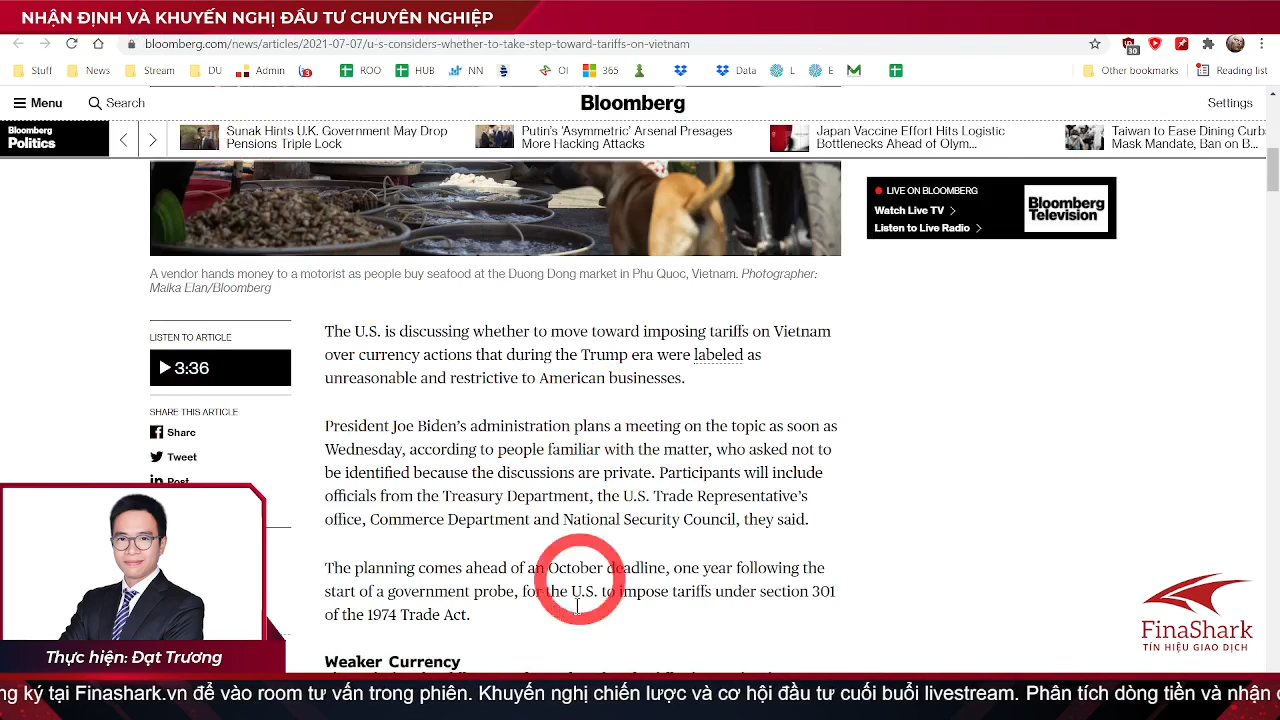 NHẬN ĐỊNH VÀ KHUYẾN NGHỊ ĐẦU TƯ CHUYÊN NGHIỆP
bloomberg.com/news/articles/2021-07-07/u-s-considers-whether-to-take-step-toward-tariffs-on-vietnam
30
Stuff News Stream DU Admin ROO HUB NN OI 365 Data L E Other bookmarks Reading list
Menu Search Bloomberg Settings
Bloomberg
Politics
Sunak Hints U.K. Government May Drop
Pensions Triple Lock
Putin's 'Asymmetric' Arsenal Presages
More Hacking Attacks
Japan Vaccine Effort Hits Logistic
Bottlenecks Ahead of Olym...
Taiwan to Ease Dining Curb
Mask Mandate, Ban on B...
LIVE ON BLOOMBERG
Watch Live TV
Listen to Live Radio
Bloomberg
Television
A vendor hands money to a motorist as people buy seafood at the Duong Dong market in Phu Quoc, Vietnam. Photographer:
Maika Elan/Bloomberg
LISTEN TO ARTICLE
3:36
SHARE THIS ARTICLE
Share
Tweet
in Post
The U.S. is discussing whether to move toward imposing tariffs on Vietnam
over currency actions that during the Trump era were labeled as
unreasonable and restrictive to American businesses.
President Joe Biden's administration plans a meeting on the topic as soon as
Wednesday, according to people familiar with the matter, who asked not to
be identified because the discussions are private. Participants will include
officials from the Treasury Department, the U.S. Trade Representative's
office, Commerce Department and National Security Council, they said.
The planning comes ahead of an October deadline, one year following the
start of a government probe, for the U.S. to impose tariffs under section 301
of the 1974 Trade Act.
Weaker Currency
FinaShark
TÍN HIỆU GIAO DỊCH
Thực hiện: Đạt Trương
ng ký tại Finashark.vn để vào room tư vấn trong phiên. Khuyến nghị chiến lược và cơ hội đầu tư cuối buổi livestream. Phân tích dòng tiền và nhận